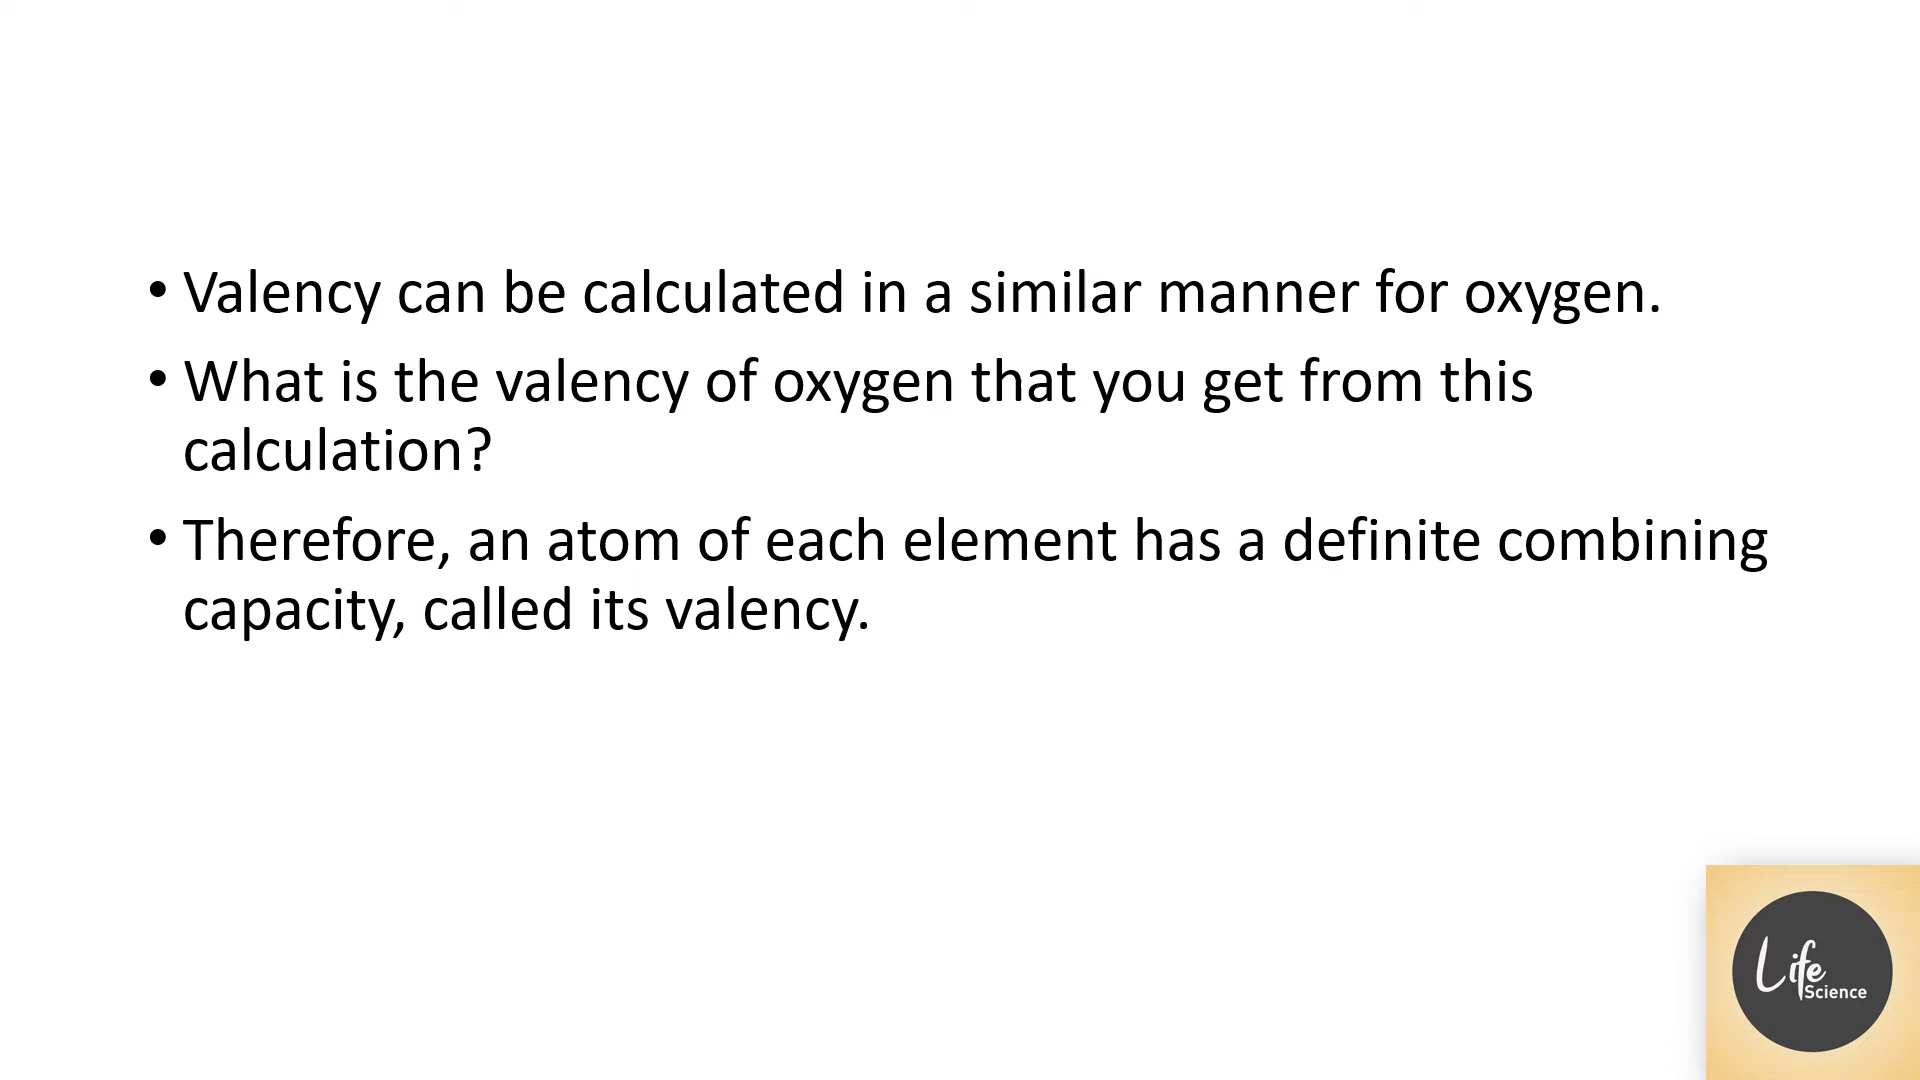 • Valency can be calculated in a similar manner for oxygen.
• What is the valency of oxygen that you get from this
calculation?
• Therefore, an atom of each element has a definite combining
capacity, called its valency.
Life
Science